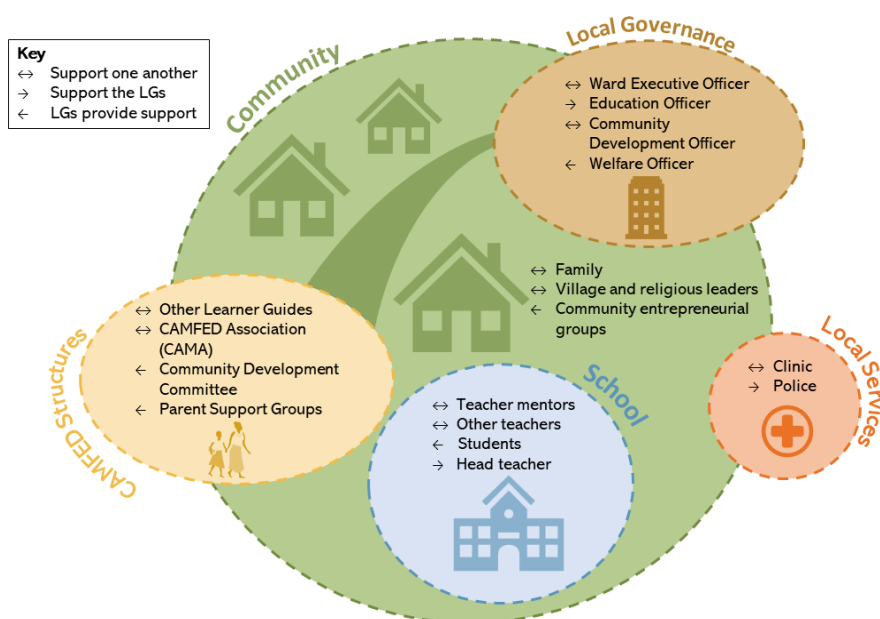 Key
↔ Support one another
→ Support the LGs
← LGs provide support
Community
Local Governance
↔ Ward Executive Officer
→ Education Officer
↔ Community
Development Officer
← Welfare Officer
↔ Family
↔ Village and religious leaders
← Community entrepreneurial
groups
CAMFED Structures
↔ Other Learner Guides
↔ CAMFED Association
(CAMA)
← Community Development
Committee
← Parent Support Groups
School
↔ Teacher mentors
↔ Other teachers
← Students
→ Head teacher
Local Services
↔ Clinic
→ Police